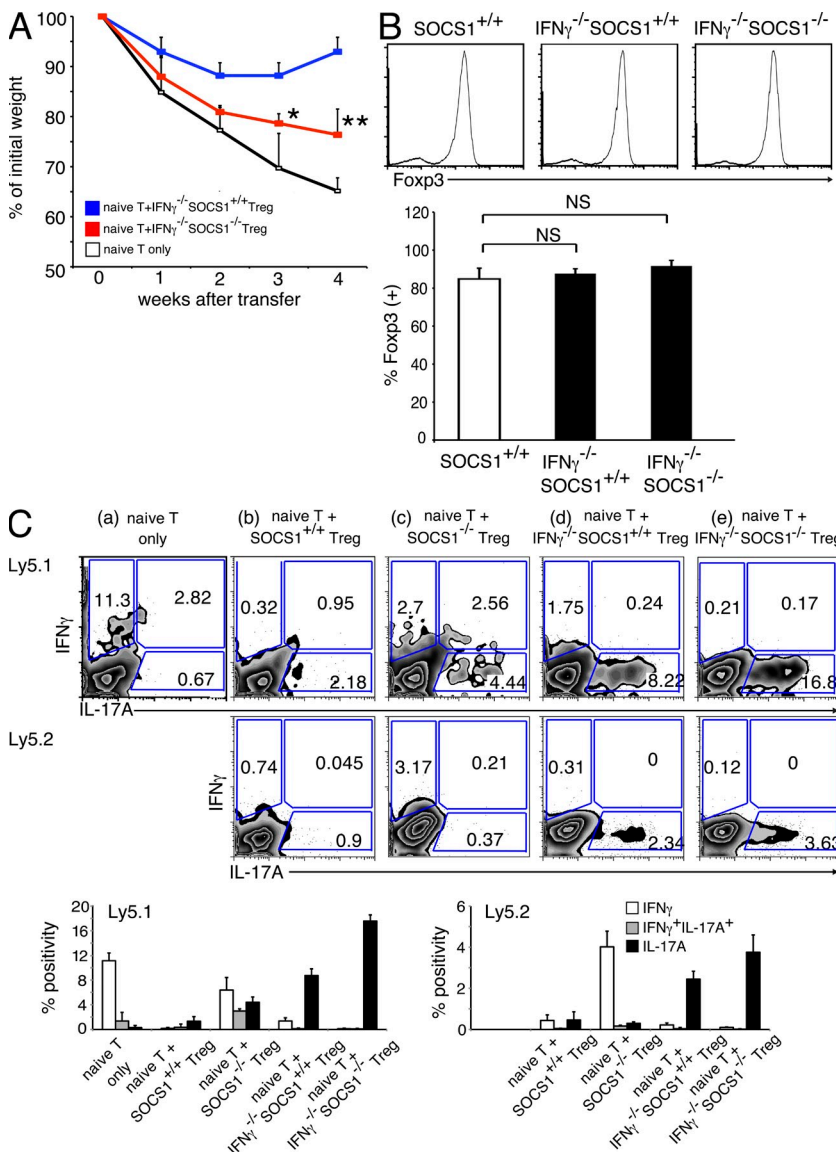 A
100
90
80
70
60
50
% of initial weight
*
**
naive T+IFNγ-/-SOCS1+/+Treg
naive T+IFNγ-/-SOCS1-/-Treg
naive T only
0 1 2 3 4
weeks after transfer
B
SOCS1+/+ IFNγ-/-SOCS1+/+ IFNγ-/-SOCS1-/-
Foxp3
120
100
80
60
40
20
0
% Foxp3 (+)
NS
NS
SOCS1+/+
IFNγ-/-
SOCS1+/+
IFNγ-/-
SOCS1-/-
C
(a) naive T
only
(b) naive T +
SOCS1+/+ Treg
(c) naive T +
SOCS1-/- Treg
(d) naive T +
IFNγ-/-SOCS1+/+ Treg
(e) naive T +
IFNγ-/-SOCS1-/- Treg
Ly5.1
IFNγ
11.3 2.82
0.67
0.32 0.95
2.18
2.7 2.56
4.44
1.75 0.24
8.22
0.21 0.17
16.8
IL-17A
Ly5.2
IFNγ
0.74 0.045
0.9
3.17 0.21
0.37
0.31 0
2.34
0.12 0
3.63
IL-17A
Ly5.1
20
16
12
8
4
0
% positivity
naive T
only
naive T +
SOCS1+/+ Treg
naive T +
SOCS1-/- Treg
naive T +
IFNγ-/-SOCS1+/+ Treg
naive T +
IFNγ-/-SOCS1-/- Treg
Ly5.2
6
4
2
0
% positivity
IFNγ
IFNγ+IL-17A+
IL-17A
naive T +
SOCS1+/+ Treg
naive T +
SOCS1-/- Treg
naive T +
IFNγ-/-SOCS1+/+ Treg
naive T +
IFNγ-/-SOCS1-/- Treg